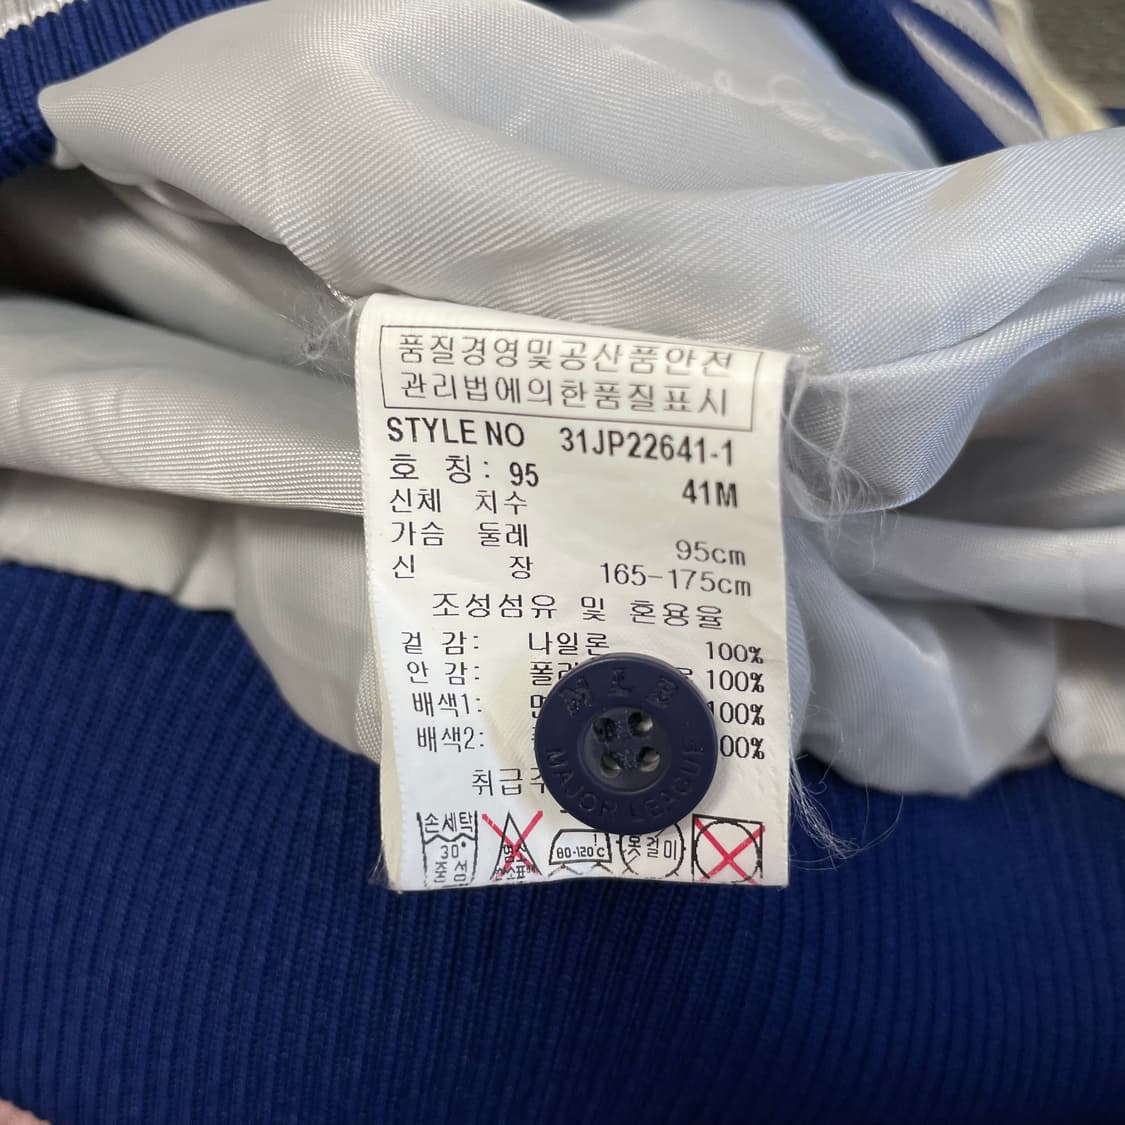 품질경영및공산품안전
관리법에의한품질표시
STYLE NO 31JP22641-1
호 칭: 95 41M
신체 치수
가슴 둘레 95cm
신 장 165-175cm
조성섬유 및 혼용율
겉 감: 나일론 100%
안 감: 100%
배색1: 100%
배색2: 00%
MLB
MAJOR LEAGUE
손세탁
30°
중성
염소
80-120°C
옷걸이